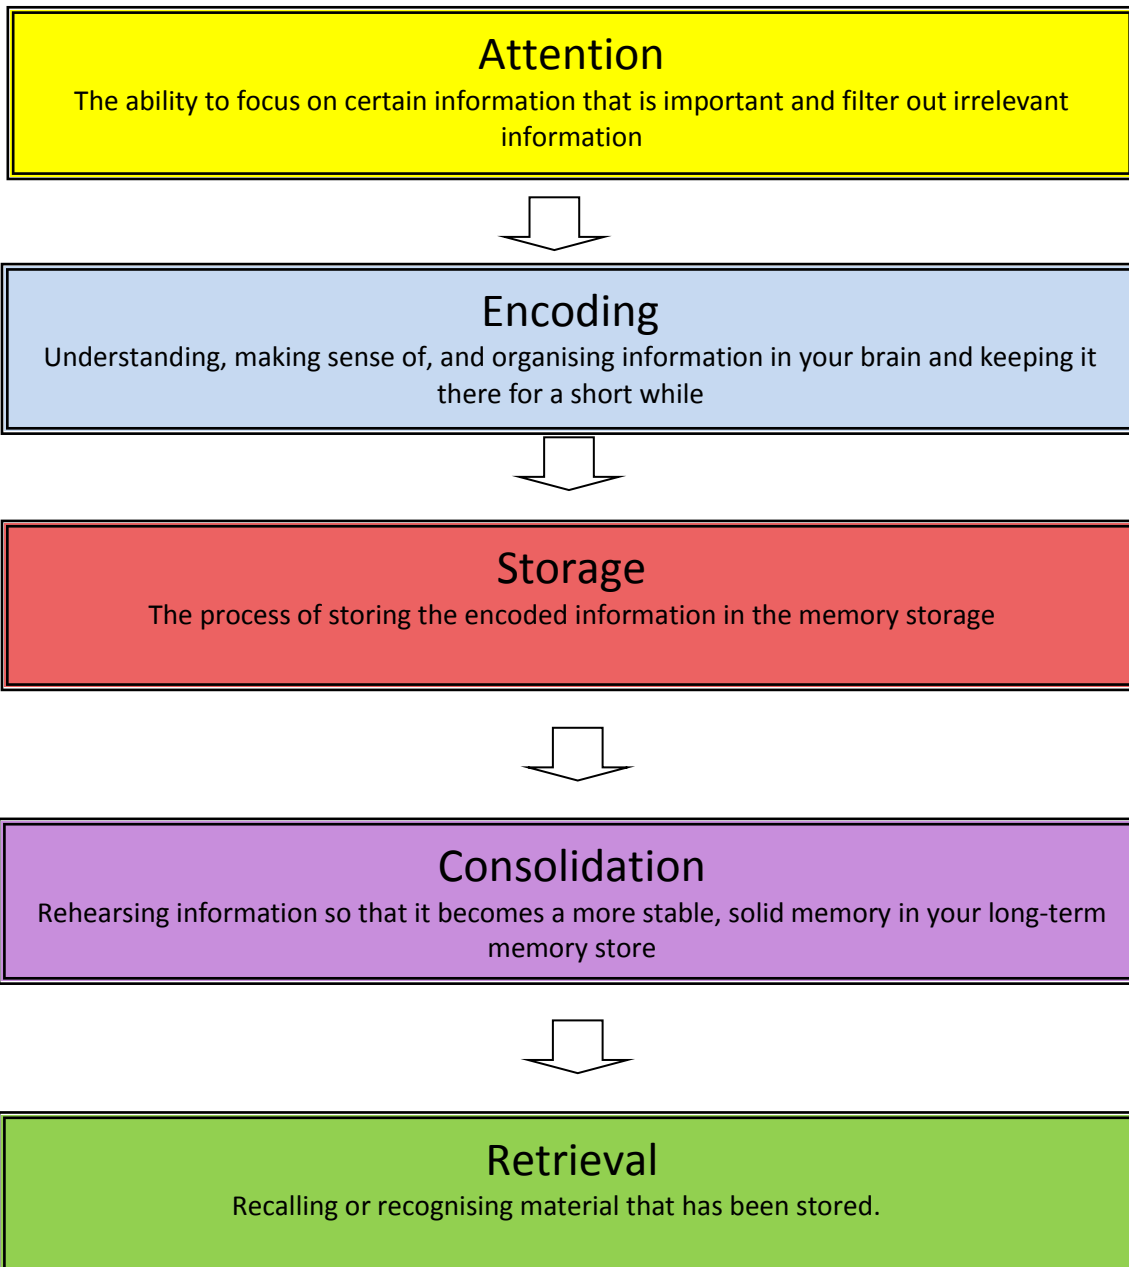 Attention
The ability to focus on certain information that is important and filter out irrelevant
information
Encoding
Understanding, making sense of, and organising information in your brain and keeping it
there for a short while
Storage
The process of storing the encoded information in the memory storage
Consolidation
Rehearsing information so that it becomes a more stable, solid memory in your long-term
memory store
Retrieval
Recalling or recognising material that has been stored.